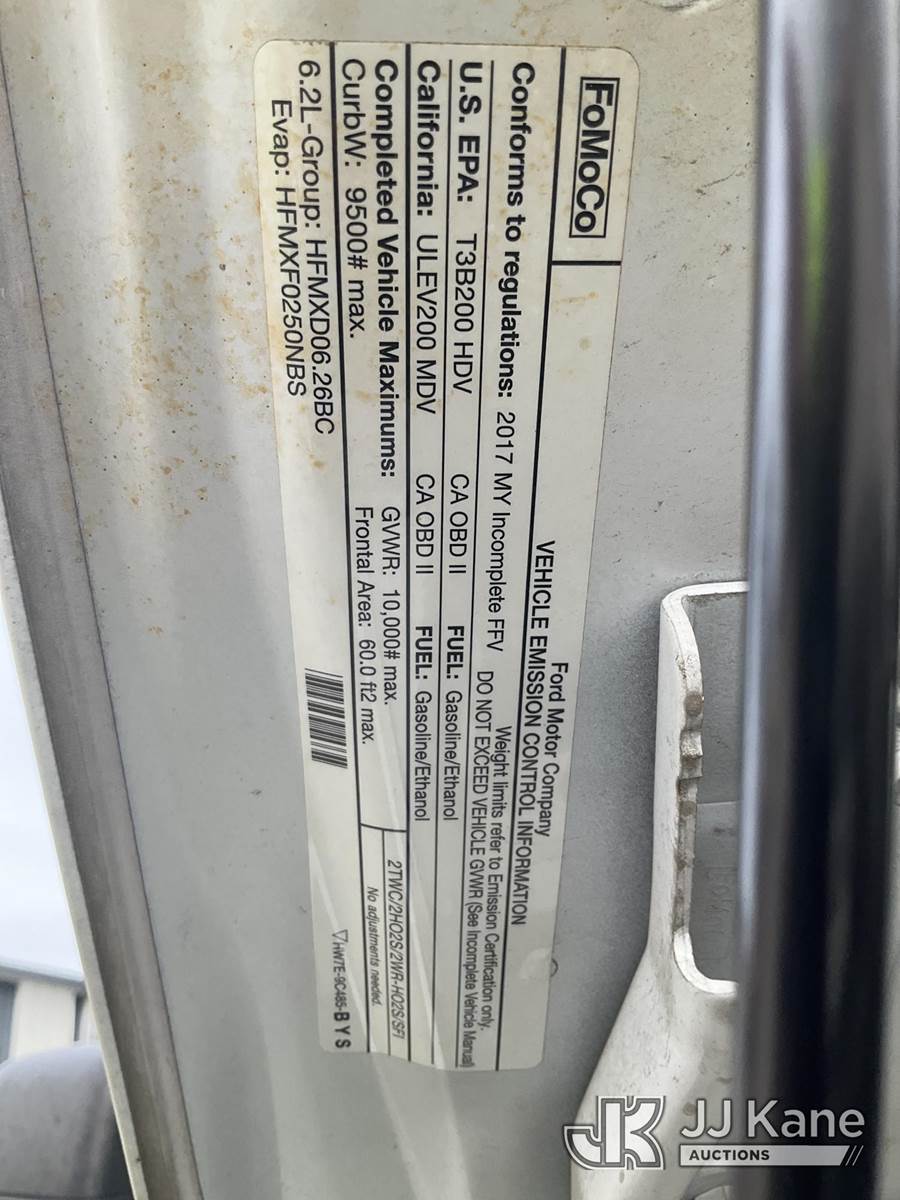 FoMoCo
Ford Motor Company
VEHICLE EMISSION CONTROL INFORMATION
Weight limits refer to Emission Certification only.
Conforms to regulations: 2017 MY Incomplete FFV DO NOT EXCEED VEHICLE GVWR (See Incomplete Vehicle Manual)
U.S. EPA: T3B200 HDV CA OBD II FUEL: Gasoline/Ethanol
California: ULEV200 MDV CA OBD II FUEL: Gasoline/Ethanol
Completed Vehicle Maximums: GVWR: 10,000# max.
CurbW: 9500# max. Frontal Area: 60.0 ft2 max.
2TWC/2HO2S/2WR-HO2S/SFI
No adjustments needed.
6.2L-Group: HFMXD06.26BC
Evap: HFMXF0250NBS
HW7E-9C485-BYS
JK JJ Kane
AUCTIONS